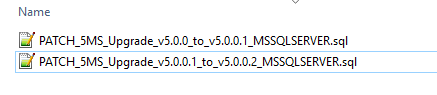 Name
PATCH_5MS_Upgrade_v5.0.0_to_v5.0.0.1_MSSQLSERVER.sql
PATCH_5MS_Upgrade_v5.0.0.1_to_v5.0.0.2_MSSQLSERVER.sql